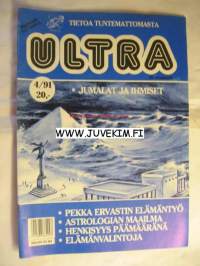 TIETOA TUNTEMATTOMASTA
ULTRA
4/91
20,-
• JUMALAT JA IHMISET
WWW.JUVEKIM.FI
• PEKKA ERVASTIN ELÄMÄNTYÖ
• ASTROLOGIAN MAAILMA
• HENKISYYS PÄÄMÄÄRÄNÄ
• ELÄMÄNVALINTOJA